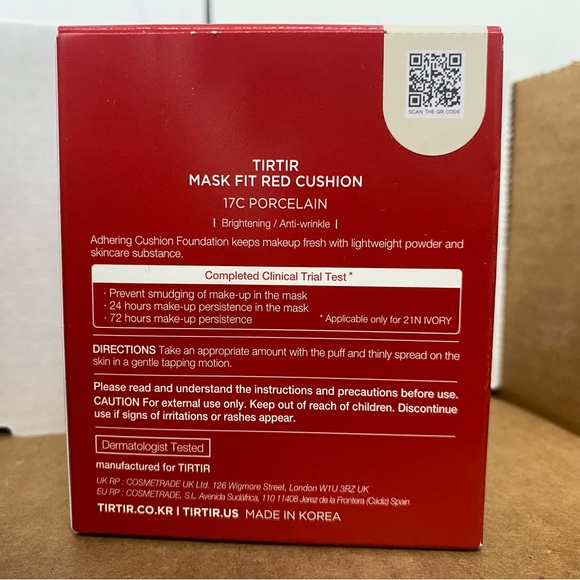 SCAN THE QR CODE
TIRTIR
MASK FIT RED CUSHION
17C PORCELAIN
| Brightening / Anti-wrinkle |
Adhering Cushion Foundation keeps makeup fresh with lightweight powder and
skincare substance.
Completed Clinical Trial Test*
· Prevent smudging of make-up in the mask
· 24 hours make-up persistence in the mask
· 72 hours make-up persistence * Applicable only for 21N IVORY
DIRECTIONS Take an appropriate amount with the puff and thinly spread on the
skin in a gentle tapping motion.
Please read and understand the instructions and precautions before use.
CAUTION For external use only. Keep out of reach of children. Discontinue
use if signs of irritations or rashes appear.
Dermatologist Tested
manufactured for TIRTIR
UK RP : COSMETRADE UK Ltd. 126 Wigmore Street, London W1U 3RZ UK
EU RP : COSMETRADE, S.L. Avenida Sudáfrica, 110 11408 Jerez de la Frontera (Cádiz) Spain
TIRTIR.CO.KR | TIRTIR.US MADE IN KOREA